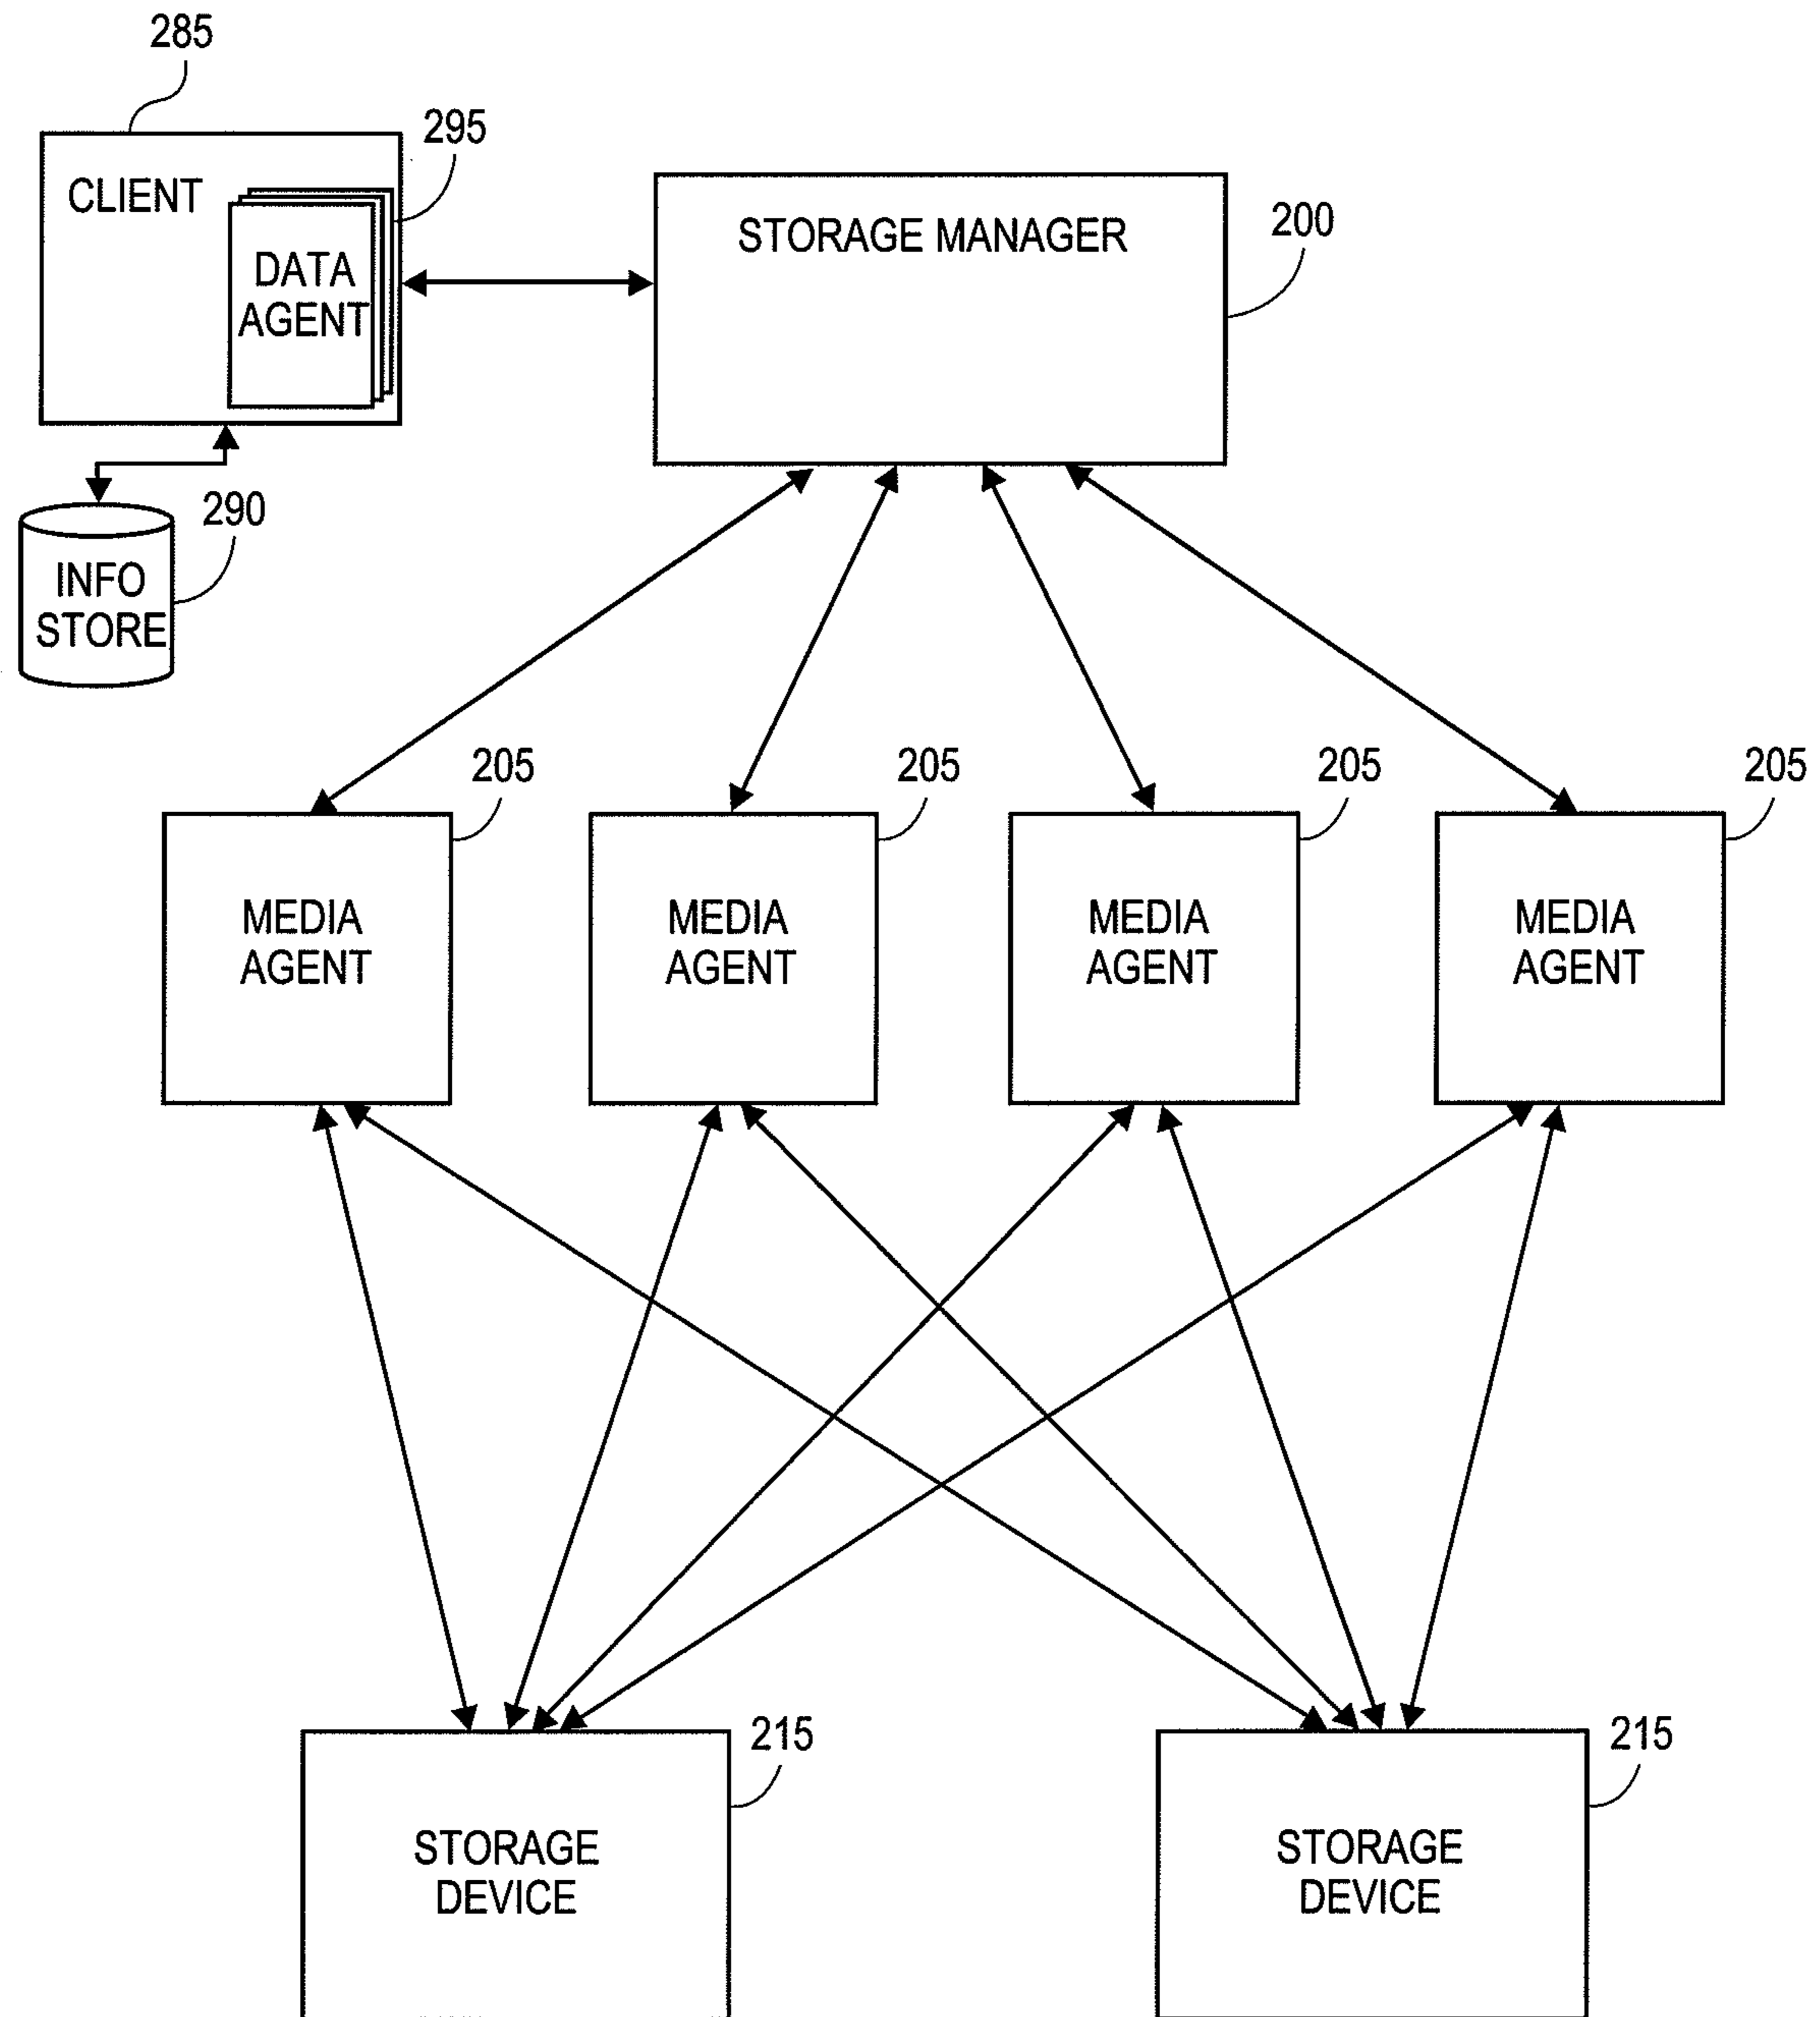 285
295
CLIENT
DATA
AGENT
STORAGE MANAGER
200
290
INFO
STORE
205
205
205
205
MEDIA
AGENT
MEDIA
AGENT
MEDIA
AGENT
MEDIA
AGENT
215
215
STORAGE
DEVICE
STORAGE
DEVICE